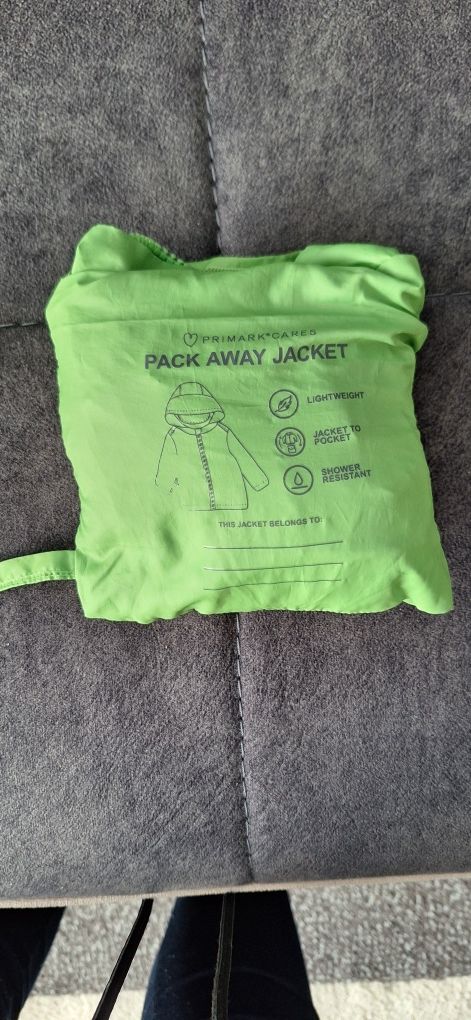 PRIMARK®CARES
PACK AWAY JACKET
LIGHTWEIGHT
JACKET TO
POCKET
SHOWER
RESISTANT
THIS JACKET BELONGS TO: